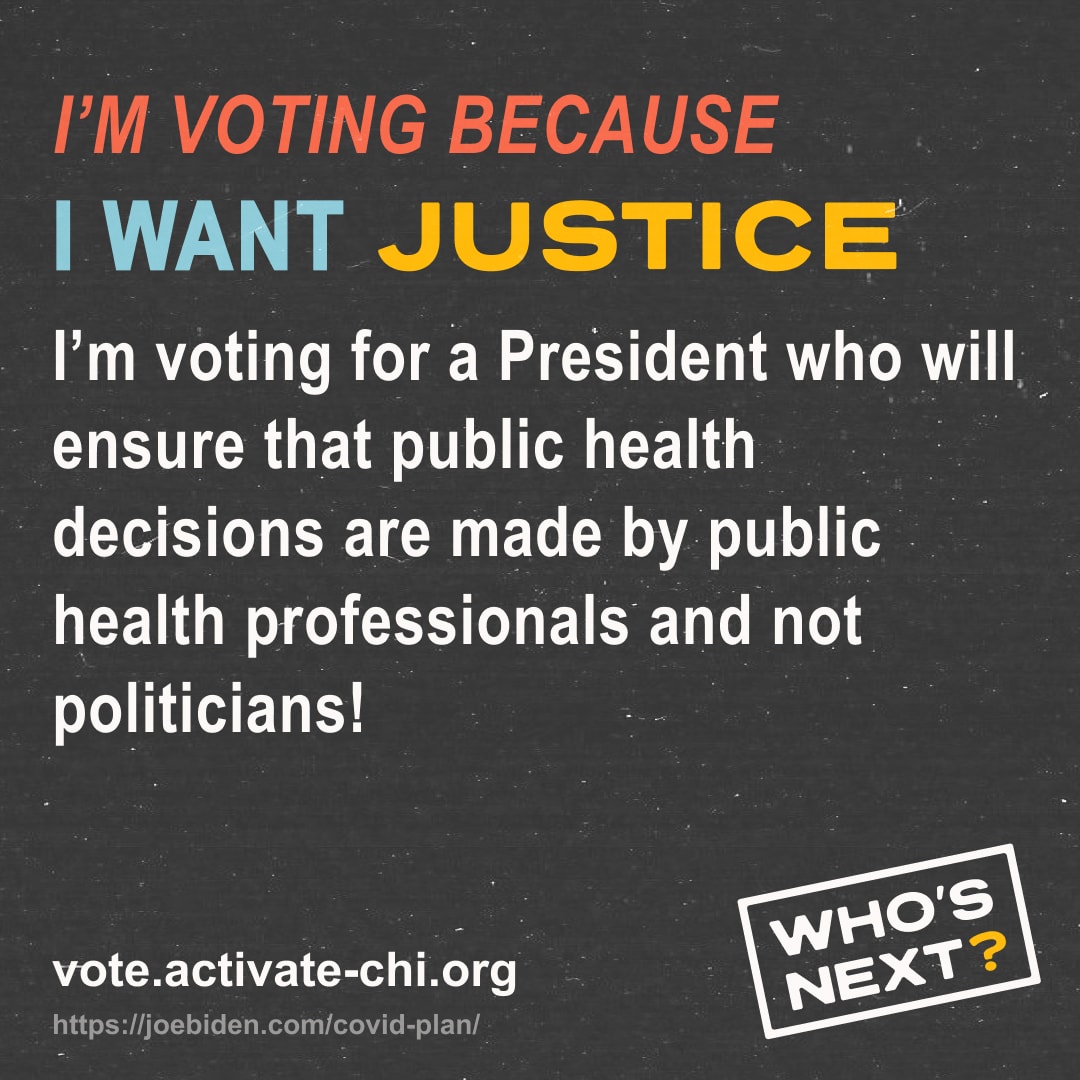 I'M VOTING BECAUSE
I WANT JUSTICE
I'm voting for a President who will
ensure that public health
decisions are made by public
health professionals and not
politicians!
WHO'S
NEXT?
vote.activate-chi.org
https://joebiden.com/covid-plan/